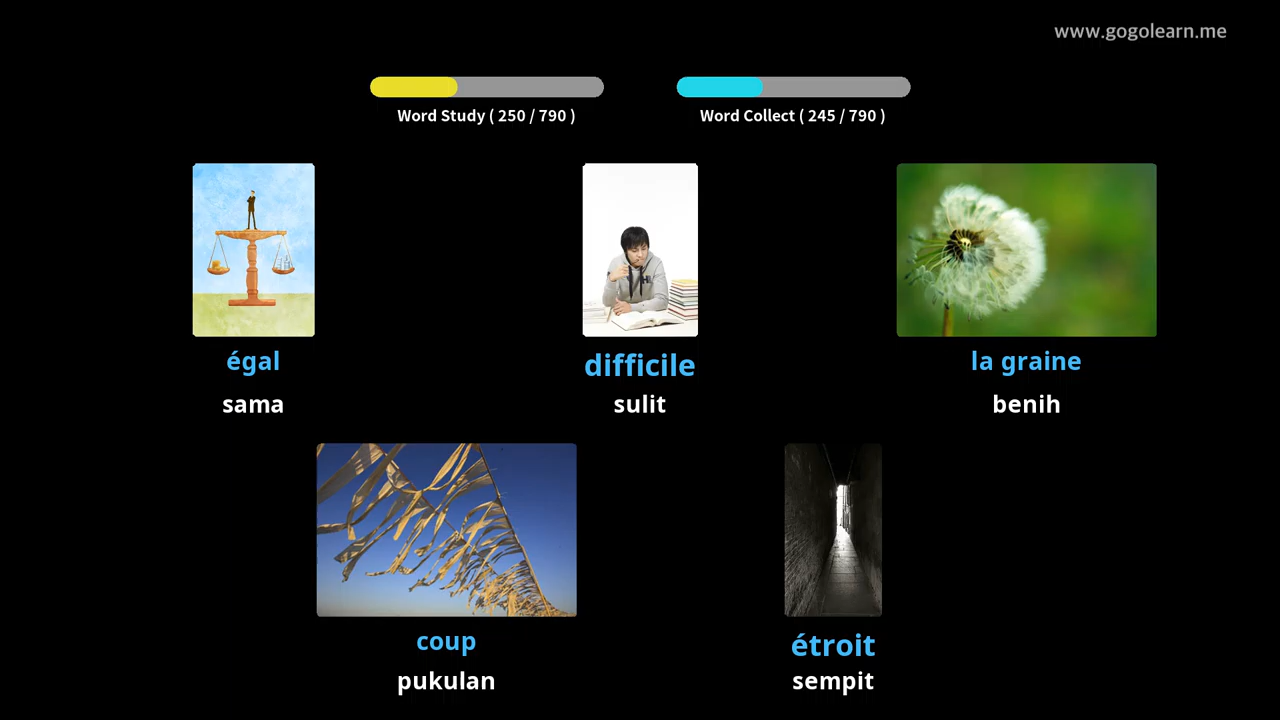 www.gogolearn.me
Word Study ( 250 / 790 )
Word Collect ( 245 / 790 )
égal
sama
difficile
sulit
la graine
benih
coup
pukulan
étroit
sempit